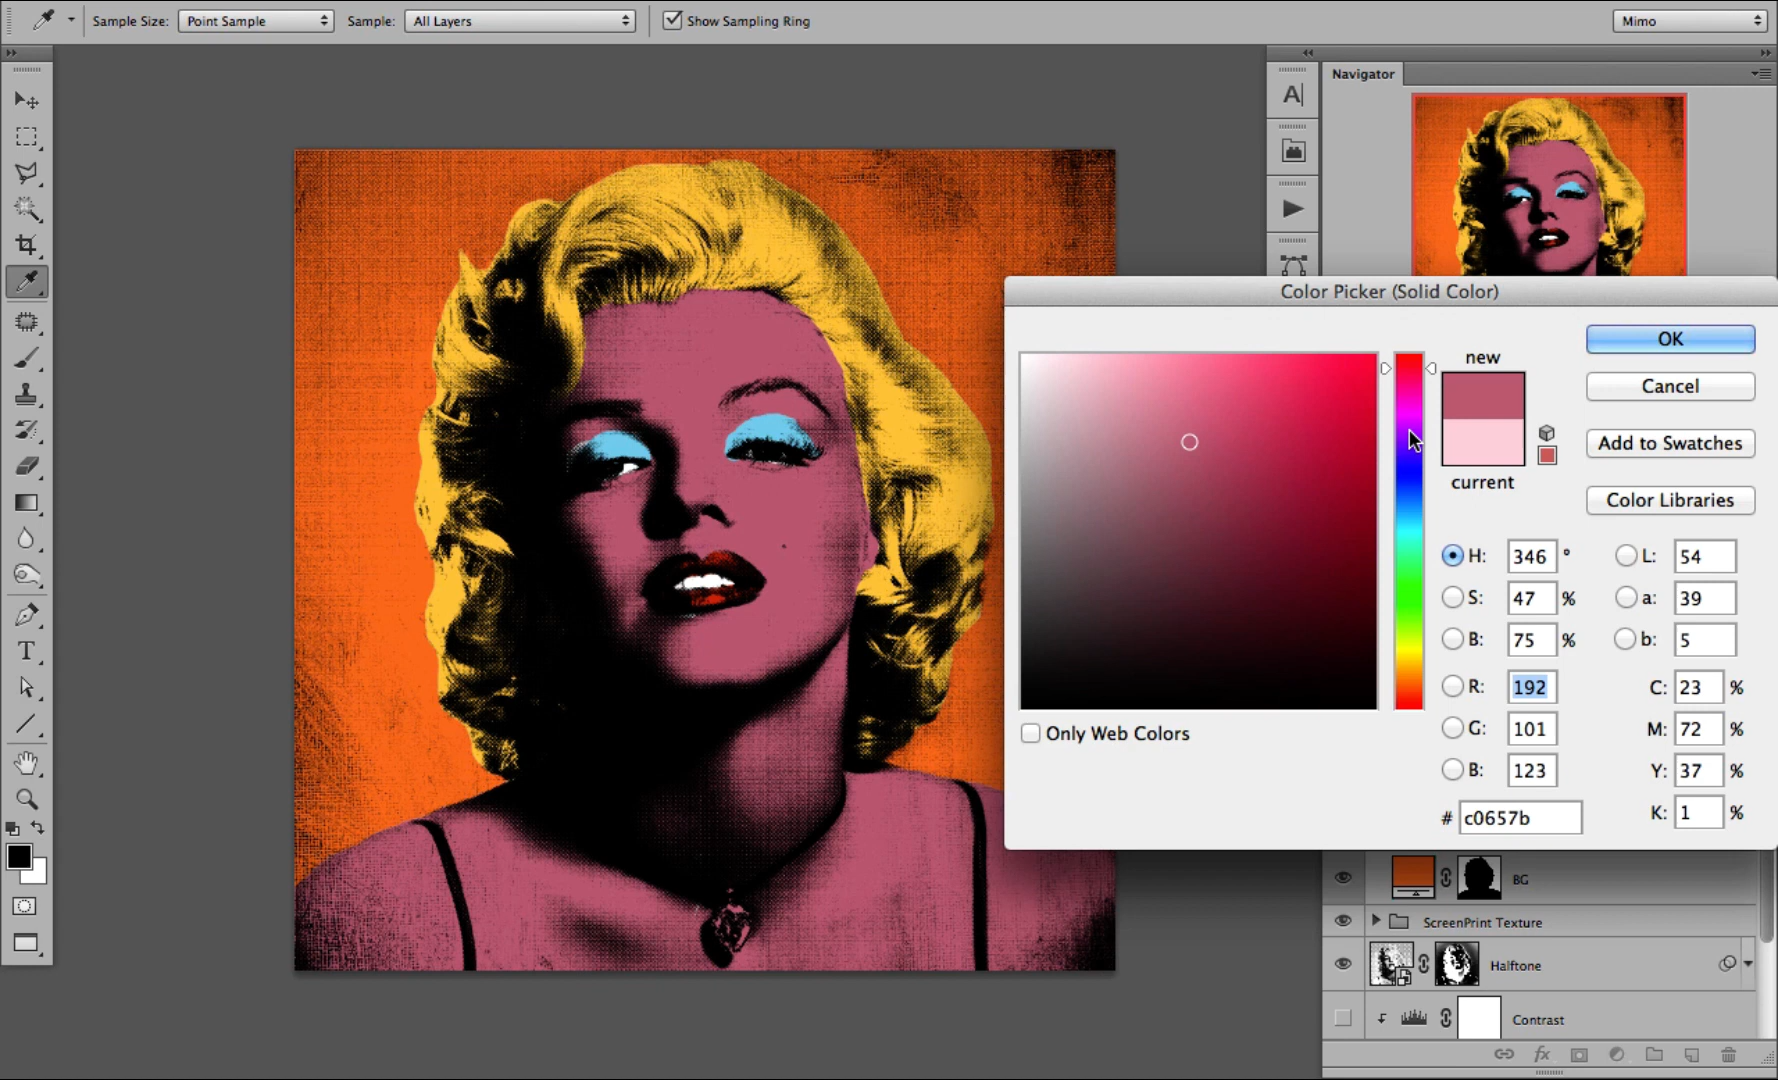 Sample Size: Point Sample Sample: All Layers Show Sampling Ring Mimo
Navigator
A
Color Picker (Solid Color)
new
OK
Cancel
Add to Swatches
current
Color Libraries
H: 346 ° L: 54
S: 47 % a: 39
B: 75 % b: 5
R: 192 C: 23 %
G: 101 M: 72 %
Only Web Colors
B: 123 Y: 37 %
# c0657b K: 1 %
T
BG
ScreenPrint Texture
Halftone
Contrast
fx